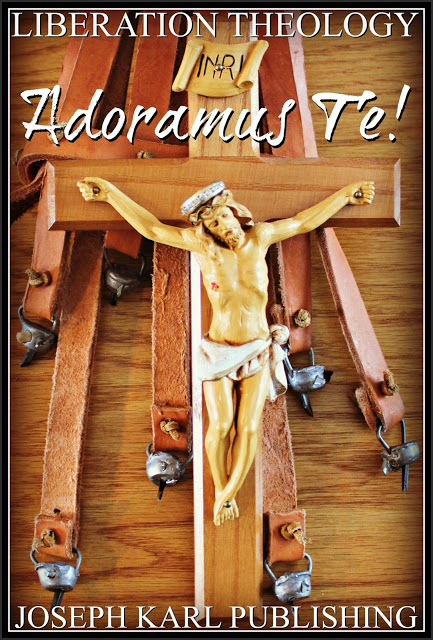 LIBERATION THEOLOGY
INRI
Adoramus Te!
JOSEPH KARL PUBLISHING